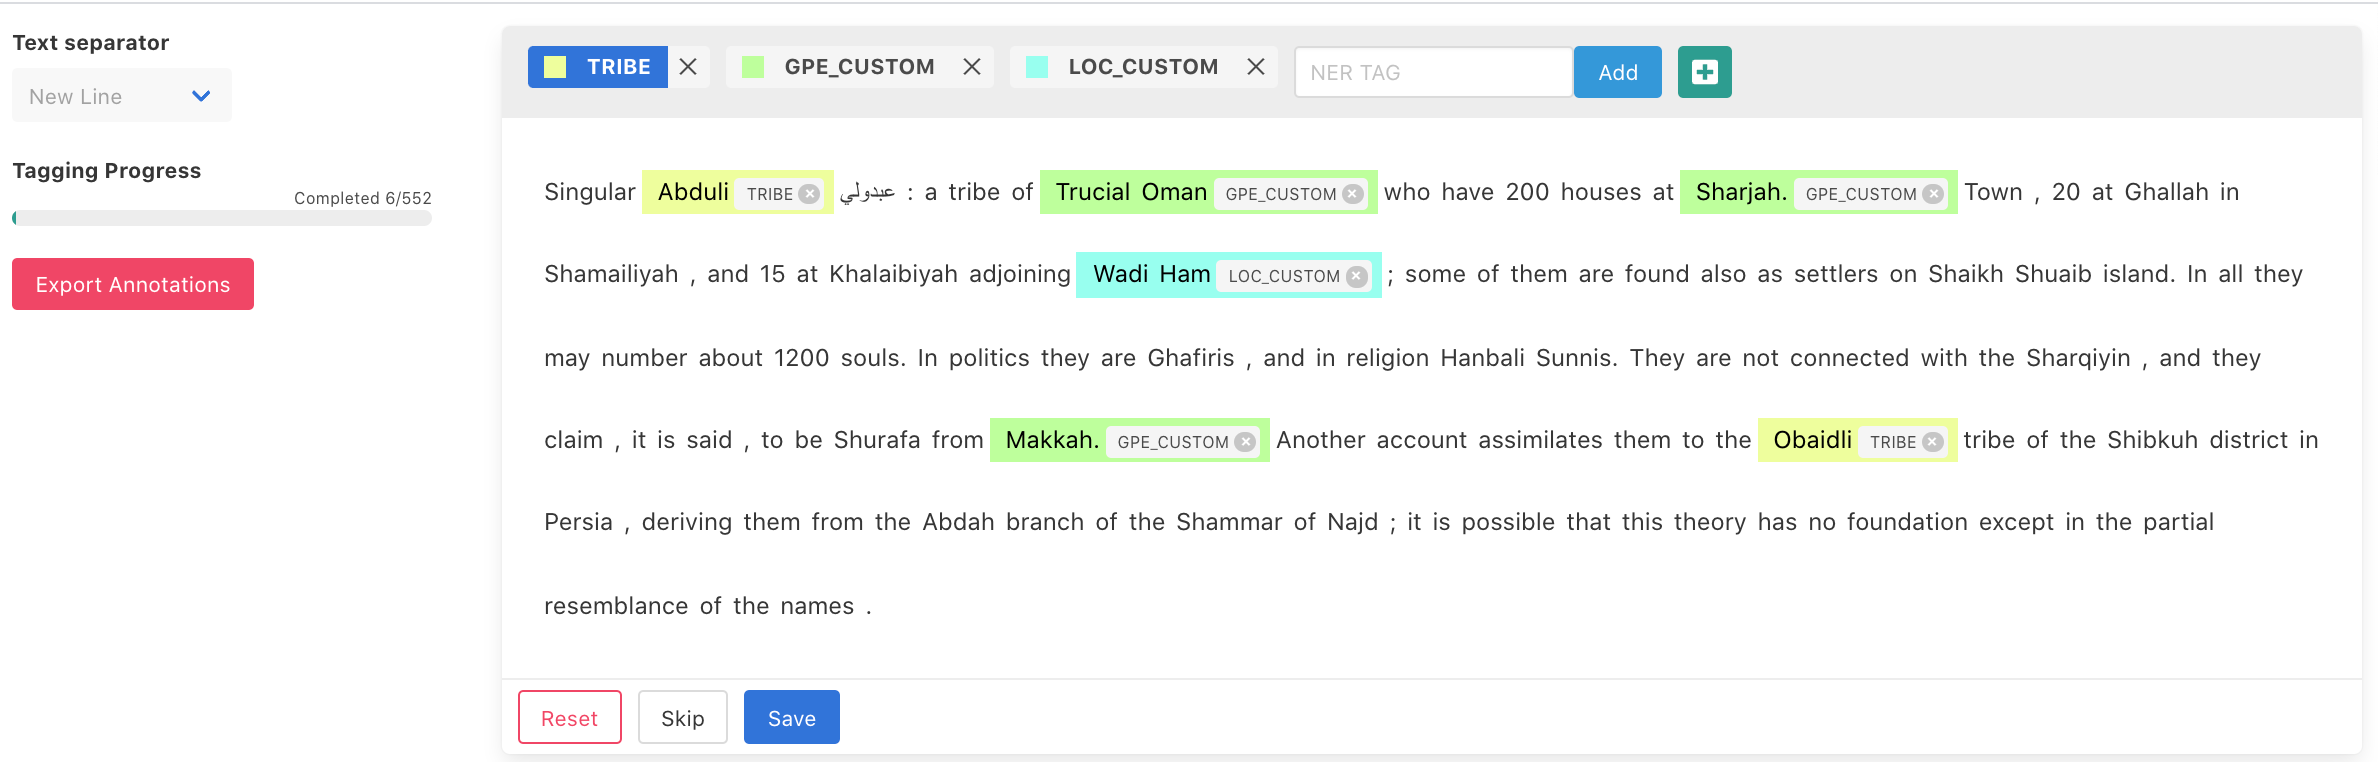 Text separator
New Line
Tagging Progress
Completed 6/552
Export Annotations
TRIBE
GPE_CUSTOM
LOC_CUSTOM
NER TAG
Add
Singular Abduli TRIBE عبدولي : a tribe of Trucial Oman GPE_CUSTOM who have 200 houses at Sharjah. GPE_CUSTOM Town , 20 at Ghallah in
Shamailiyah , and 15 at Khalaibiyah adjoining Wadi Ham LOC_CUSTOM ; some of them are found also as settlers on Shaikh Shuaib island. In all they
may number about 1200 souls. In politics they are Ghafiris , and in religion Hanbali Sunnis. They are not connected with the Sharqiyin , and they
claim , it is said , to be Shurafa from Makkah. GPE_CUSTOM Another account assimilates them to the Obaidli TRIBE tribe of the Shibkuh district in
Persia , deriving them from the Abdah branch of the Shammar of Najd ; it is possible that this theory has no foundation except in the partial
resemblance of the names .
Reset
Skip
Save